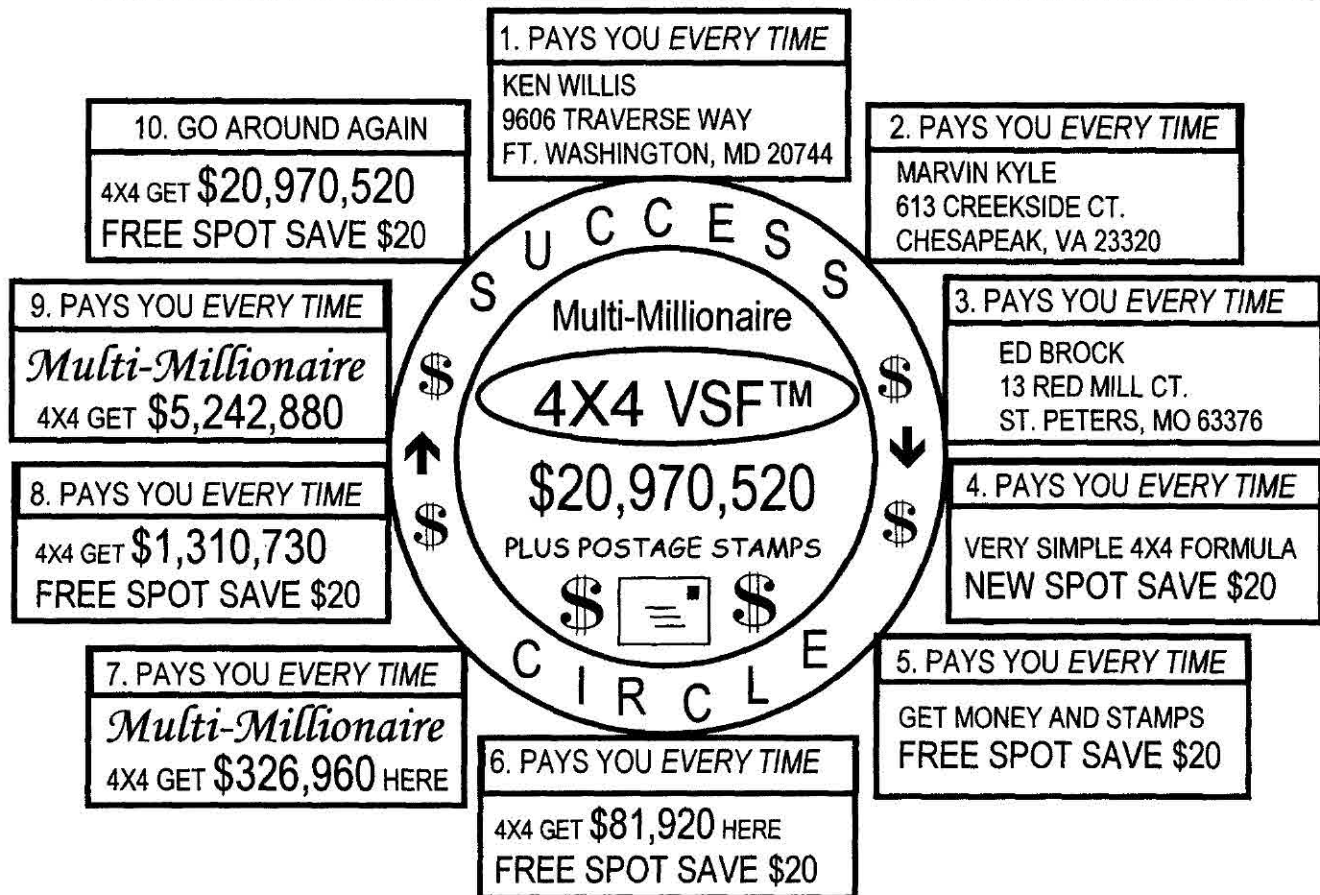 1. PAYS YOU EVERY TIME
KEN WILLIS
9606 TRAVERSE WAY
FT. WASHINGTON, MD 20744
2. PAYS YOU EVERY TIME
MARVIN KYLE
613 CREEKSIDE CT.
CHESAPEAK, VA 23320
3. PAYS YOU EVERY TIME
ED BROCK
13 RED MILL CT.
ST. PETERS, MO 63376
4. PAYS YOU EVERY TIME
VERY SIMPLE 4X4 FORMULA
NEW SPOT SAVE $20
5. PAYS YOU EVERY TIME
GET MONEY AND STAMPS
FREE SPOT SAVE $20
6. PAYS YOU EVERY TIME
4X4 GET $81,920 HERE
FREE SPOT SAVE $20
7. PAYS YOU EVERY TIME
Multi-Millionaire
4X4 GET $326,960 HERE
8. PAYS YOU EVERY TIME
4X4 GET $1,310,730
FREE SPOT SAVE $20
9. PAYS YOU EVERY TIME
Multi-Millionaire
4X4 GET $5,242,880
10. GO AROUND AGAIN
4X4 GET $20,970,520
FREE SPOT SAVE $20
SUCCESS
$ $
$ $
CIRCLE
Multi-Millionaire
4X4 VSF™
$20,970,520
PLUS POSTAGE STAMPS
$ $